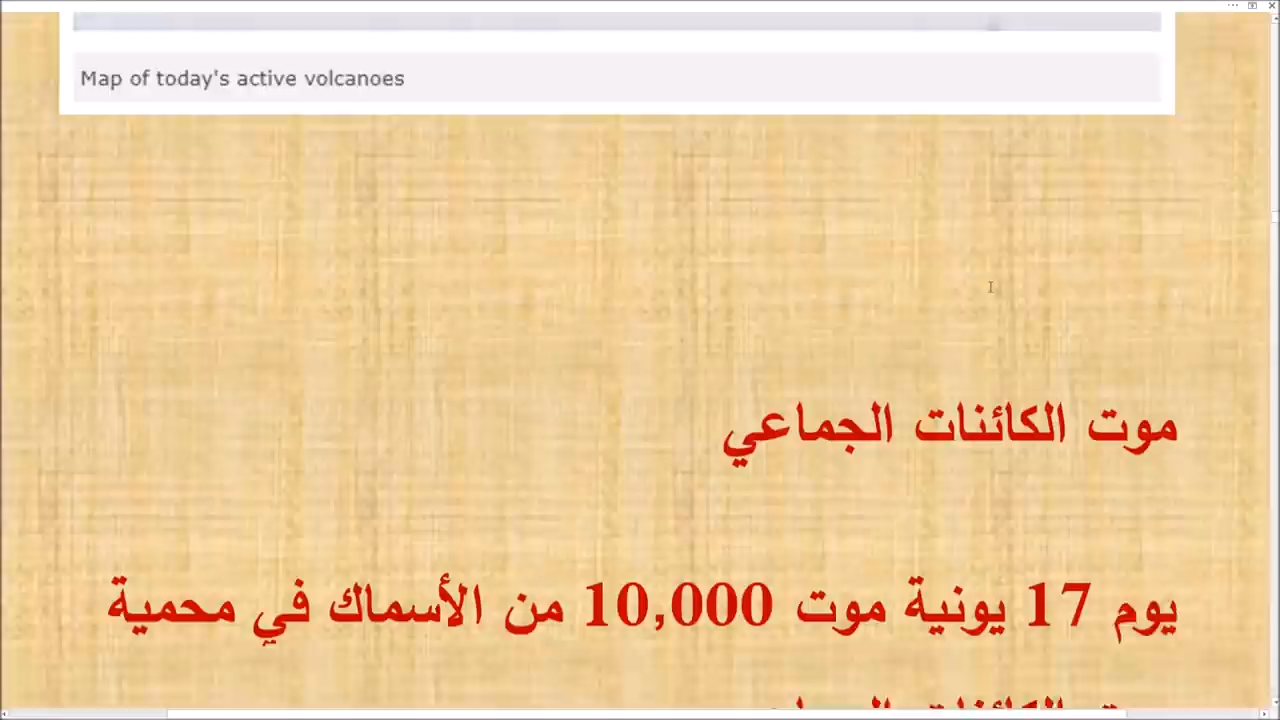 Map of today's active volcanoes
موت الكائنات الجماعي
يوم 17 يونية موت 10,000 من الأسماك في محمية